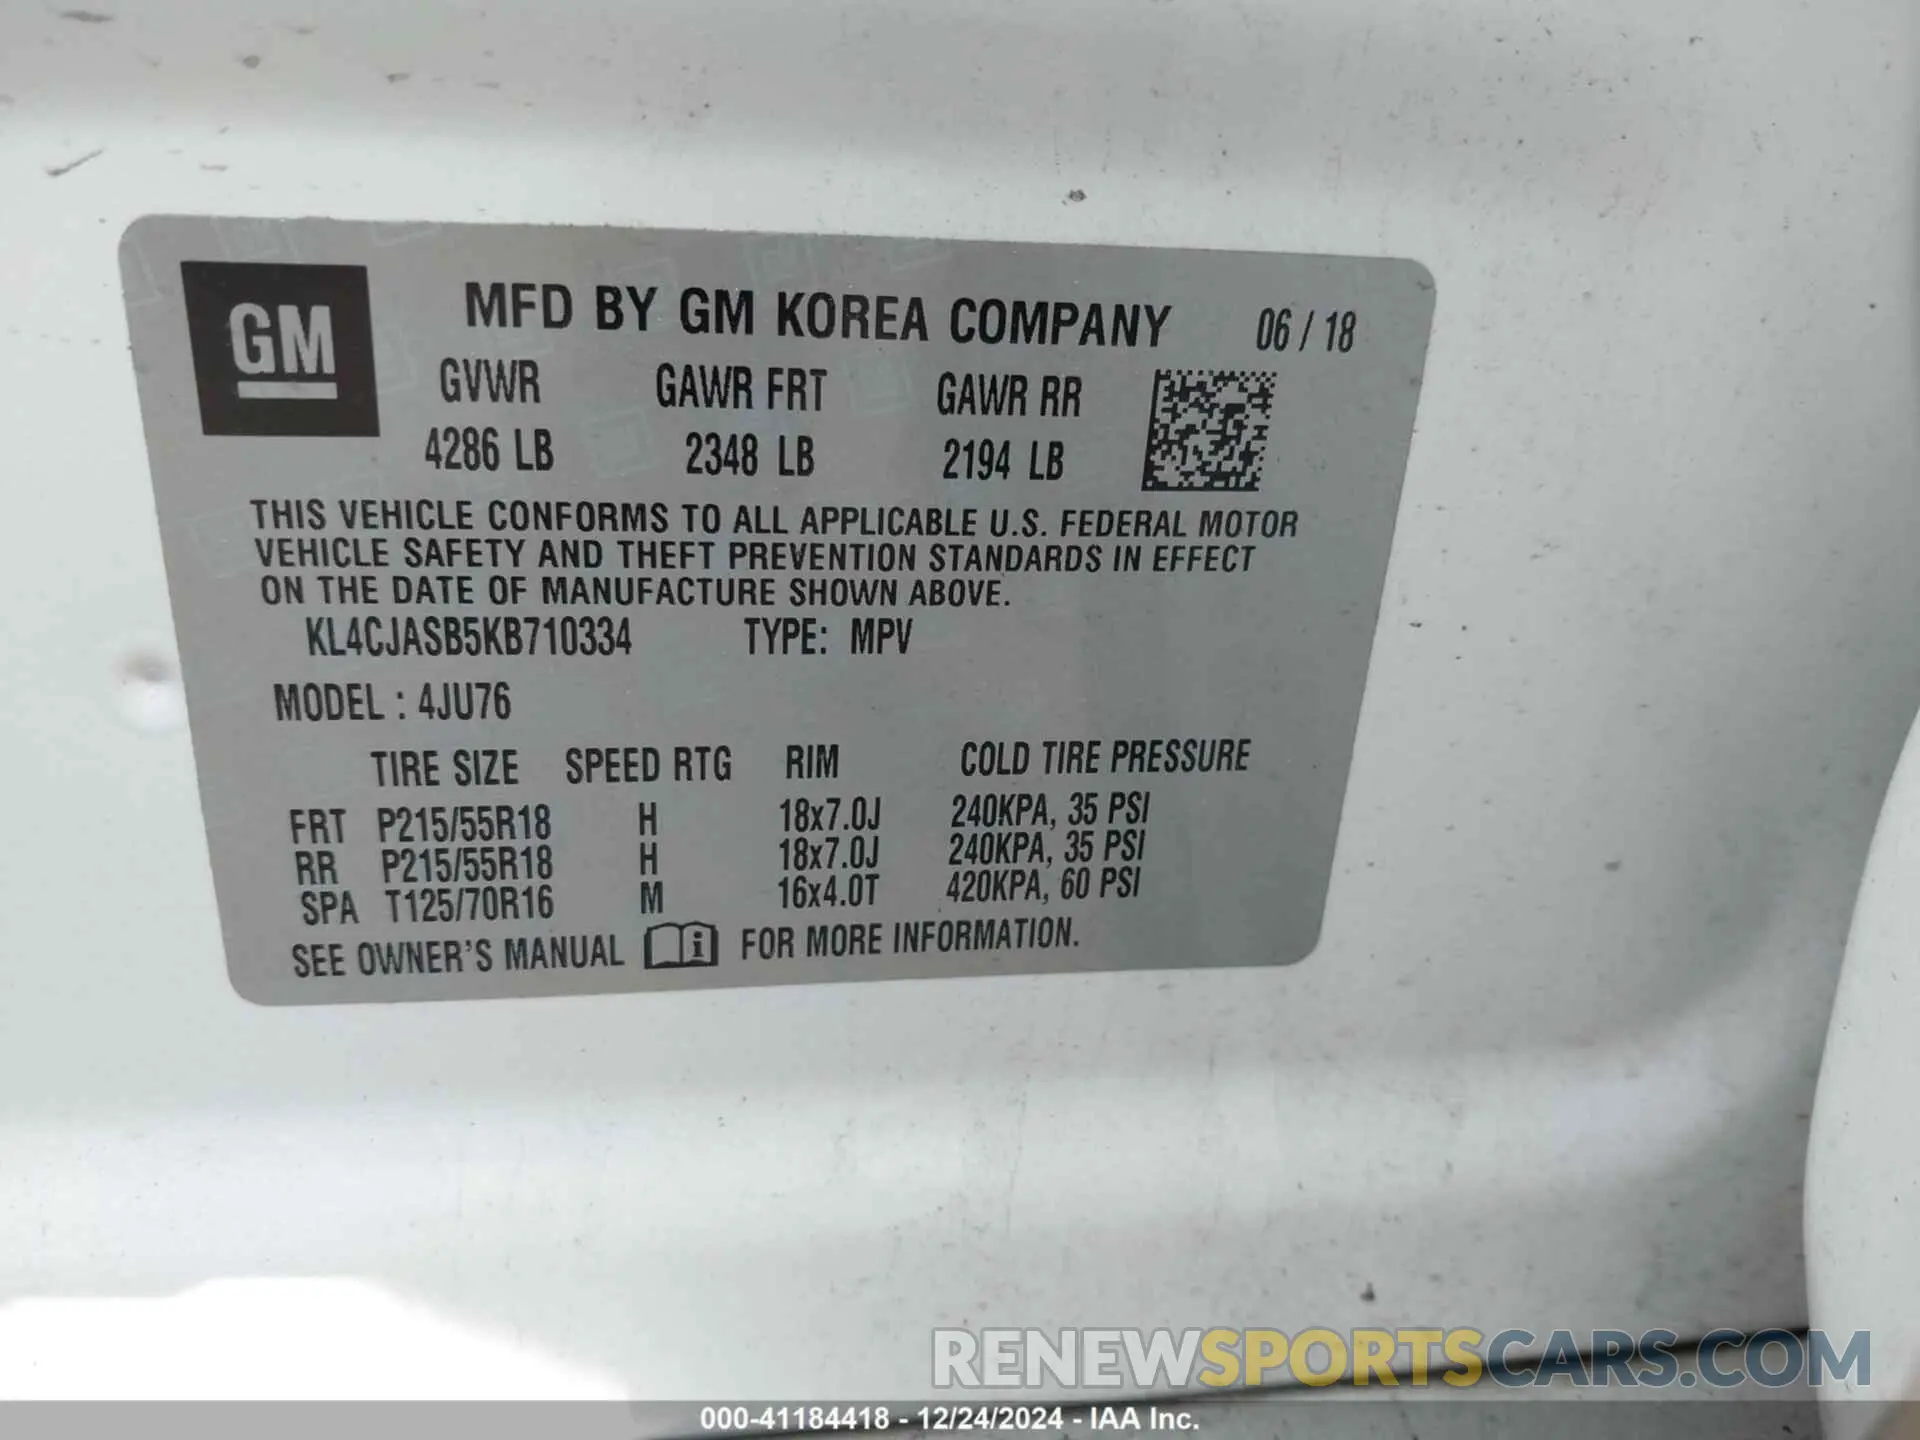 GM
MFD BY GM KOREA COMPANY 06 / 18
GVWR GAWR FRT GAWR RR
4286 LB 2348 LB 2194 LB
THIS VEHICLE CONFORMS TO ALL APPLICABLE U.S. FEDERAL MOTOR
VEHICLE SAFETY AND THEFT PREVENTION STANDARDS IN EFFECT
ON THE DATE OF MANUFACTURE SHOWN ABOVE.
KL4CJASB5KB710334 TYPE: MPV
MODEL : 4JU76
TIRE SIZE SPEED RTG RIM COLD TIRE PRESSURE
FRT P215/55R18 H 18x7.0J 240KPA, 35 PSI
RR P215/55R18 H 18x7.0J 240KPA, 35 PSI
SPA T125/70R16 M 16x4.0T 420KPA, 60 PSI
SEE OWNER'S MANUAL i FOR MORE INFORMATION.
RENEWSPORTSCARS.COM
000-41184418 - 12/24/2024 - IAA Inc.